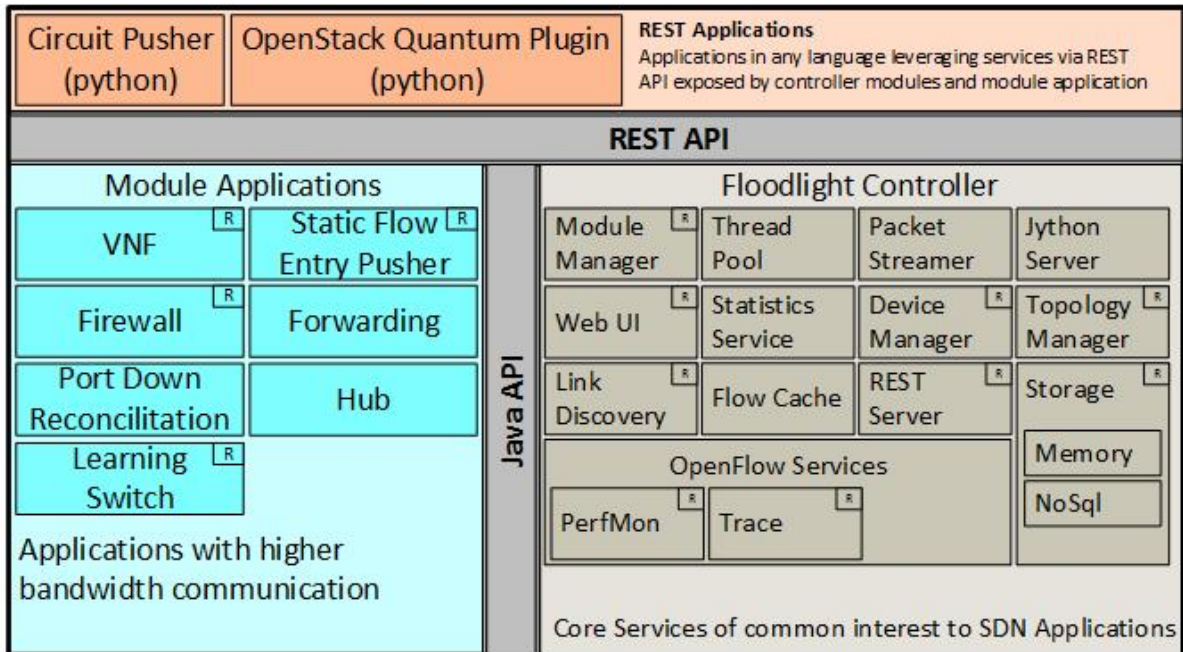 Circuit Pusher
(python)
OpenStack Quantum Plugin
(python)
REST Applications
Applications in any language leveraging services via REST
API exposed by controller modules and module application
REST API
Module Applications
VNF
R
Static Flow
R
Entry Pusher
Firewall
R
Forwarding
Port Down
Reconcilitation
Hub
Learning
R
Switch
Applications with higher
bandwidth communication
Java API
Floodlight Controller
Module
R
Manager
Thread
Pool
Packet
Streamer
Jython
Server
Web UI
R
Statistics
Service
Device
R
Manager
Topology
R
Manager
Link
R
Discovery
Flow Cache
REST
R
Server
Storage
R
Memory
NoSql
OpenFlow Services
PerfMon
R
Trace
R
Core Services of common interest to SDN Applications